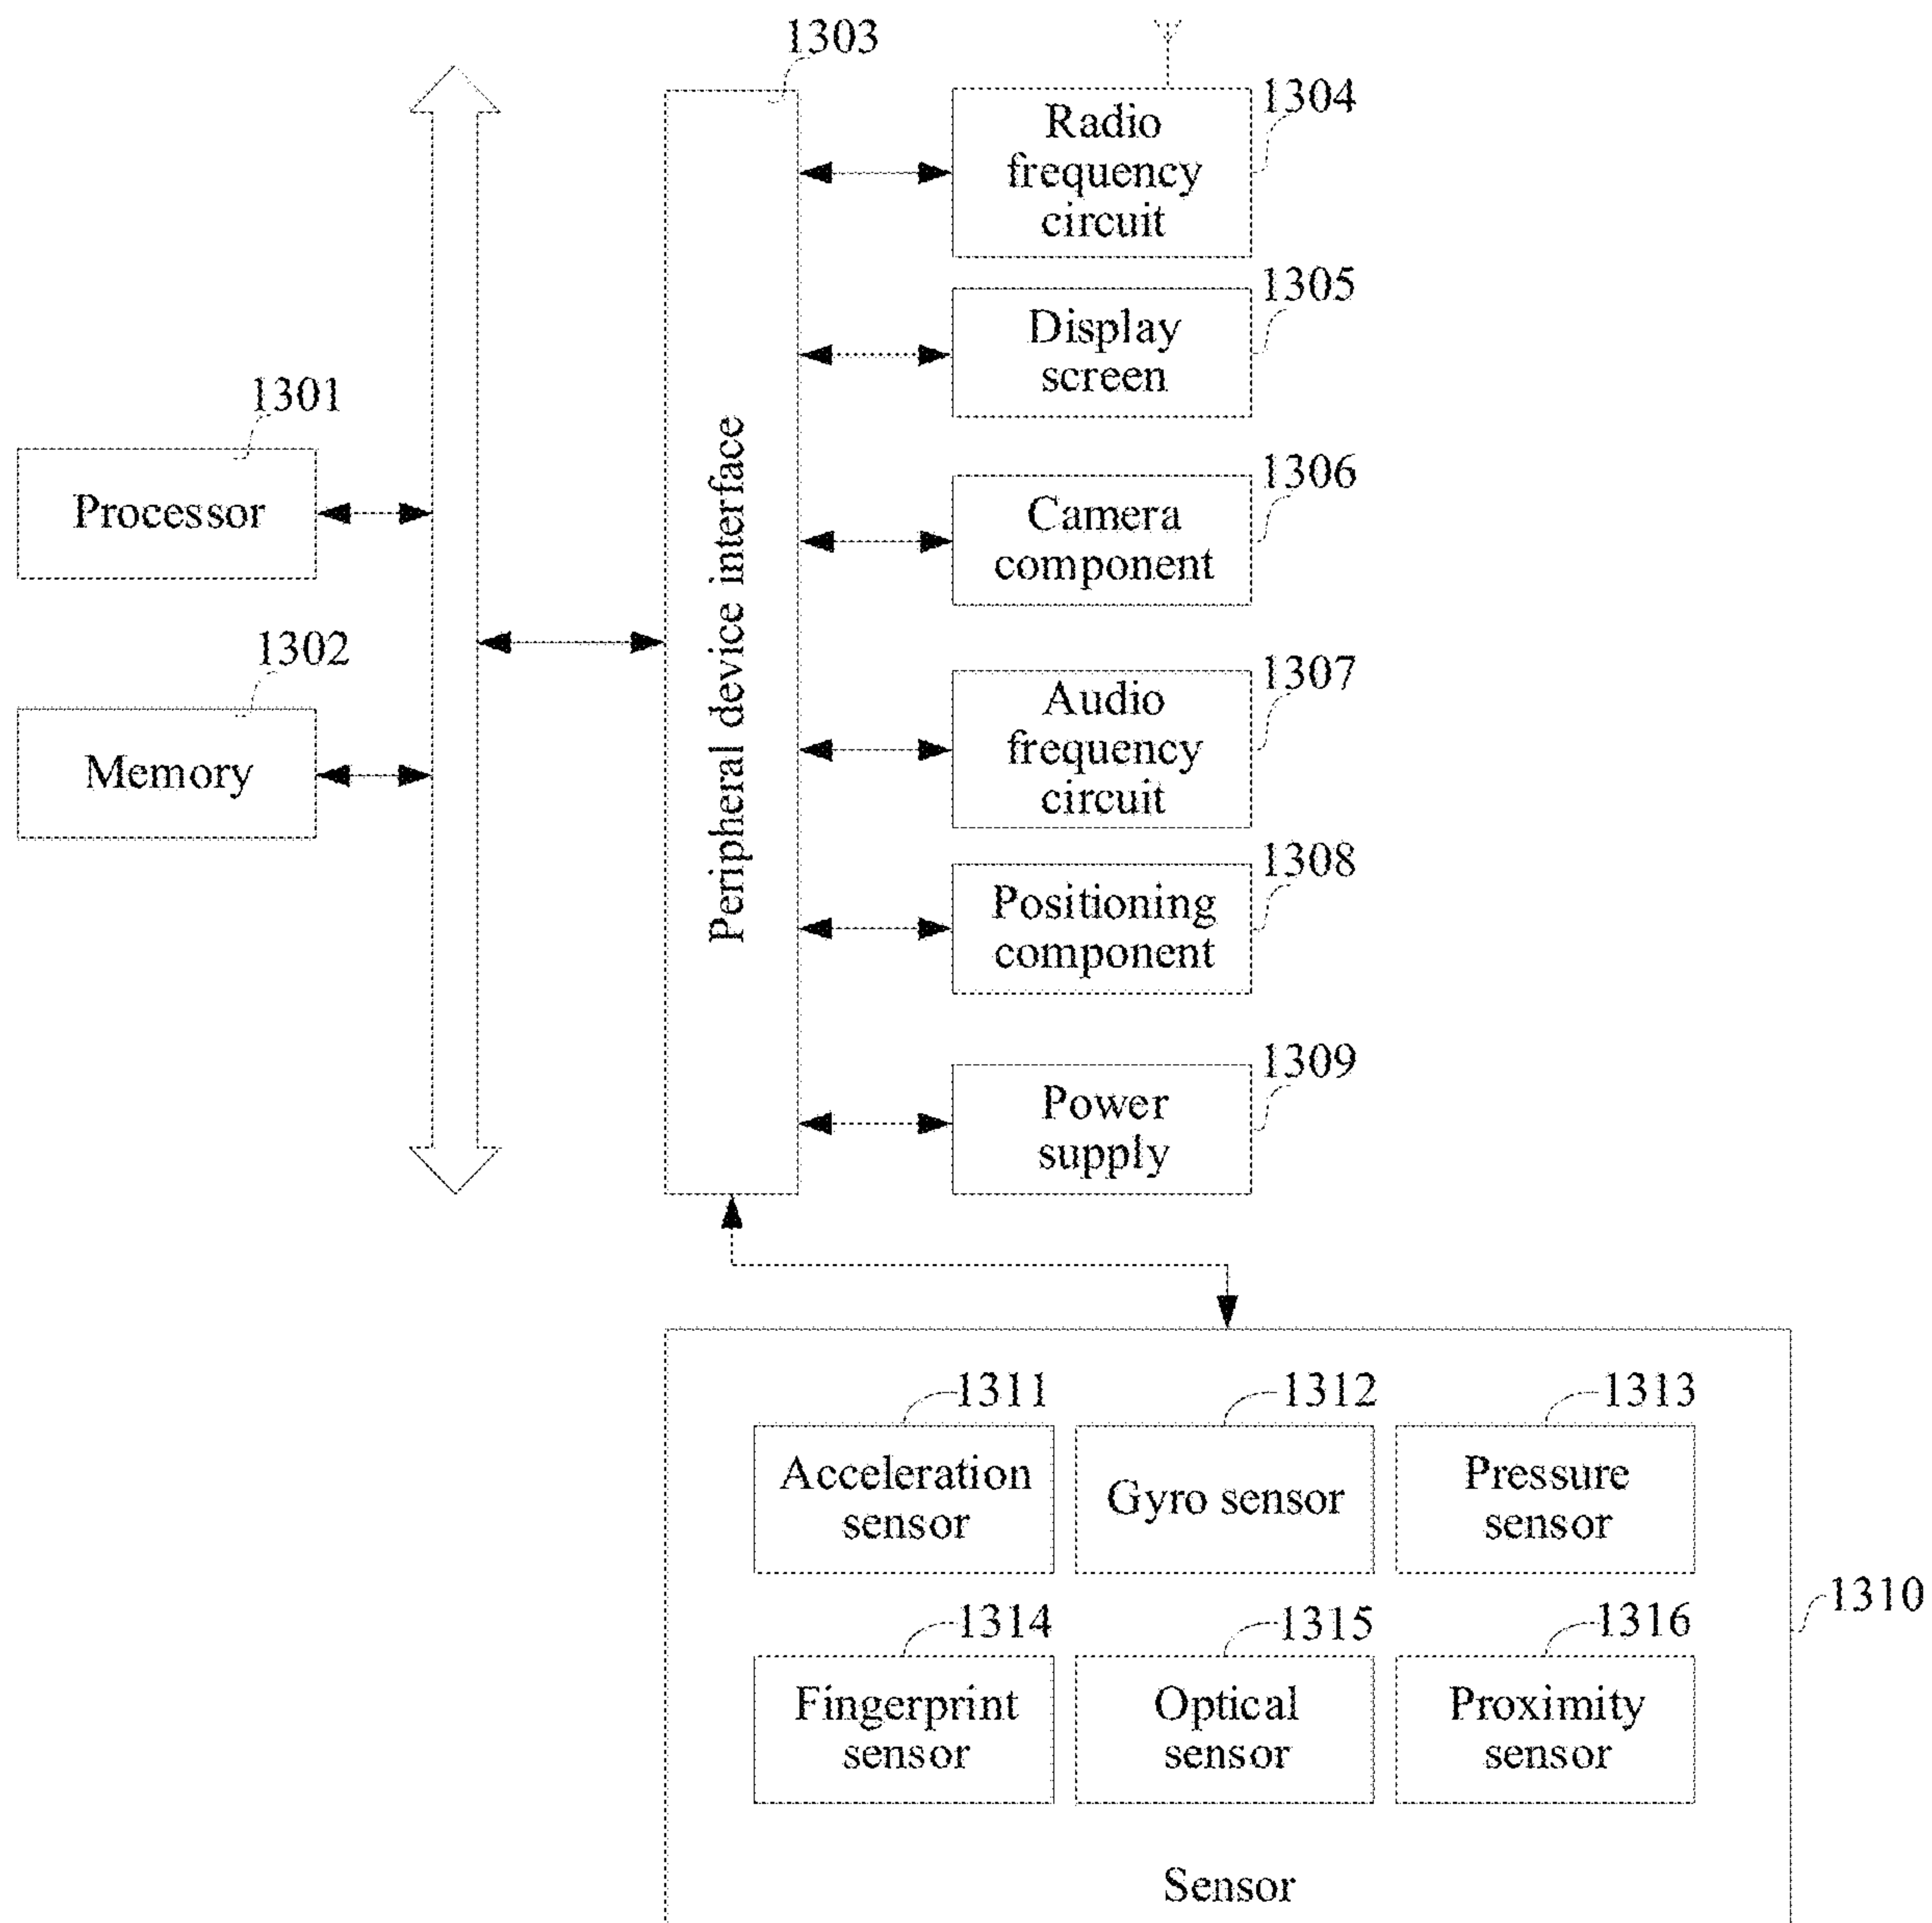 1303
1304
Radio
frequency
circuit
1305
Display
screen
1301
Processor
1306
Camera
component
1302
Memory
Peripheral device interface
1307
Audio
frequency
circuit
1308
Positioning
component
1309
Power
supply
1311
Acceleration
sensor
1312
Gyro sensor
1313
Pressure
sensor
1310
1314
Fingerprint
sensor
1315
Optical
sensor
1316
Proximity
sensor
Sensor